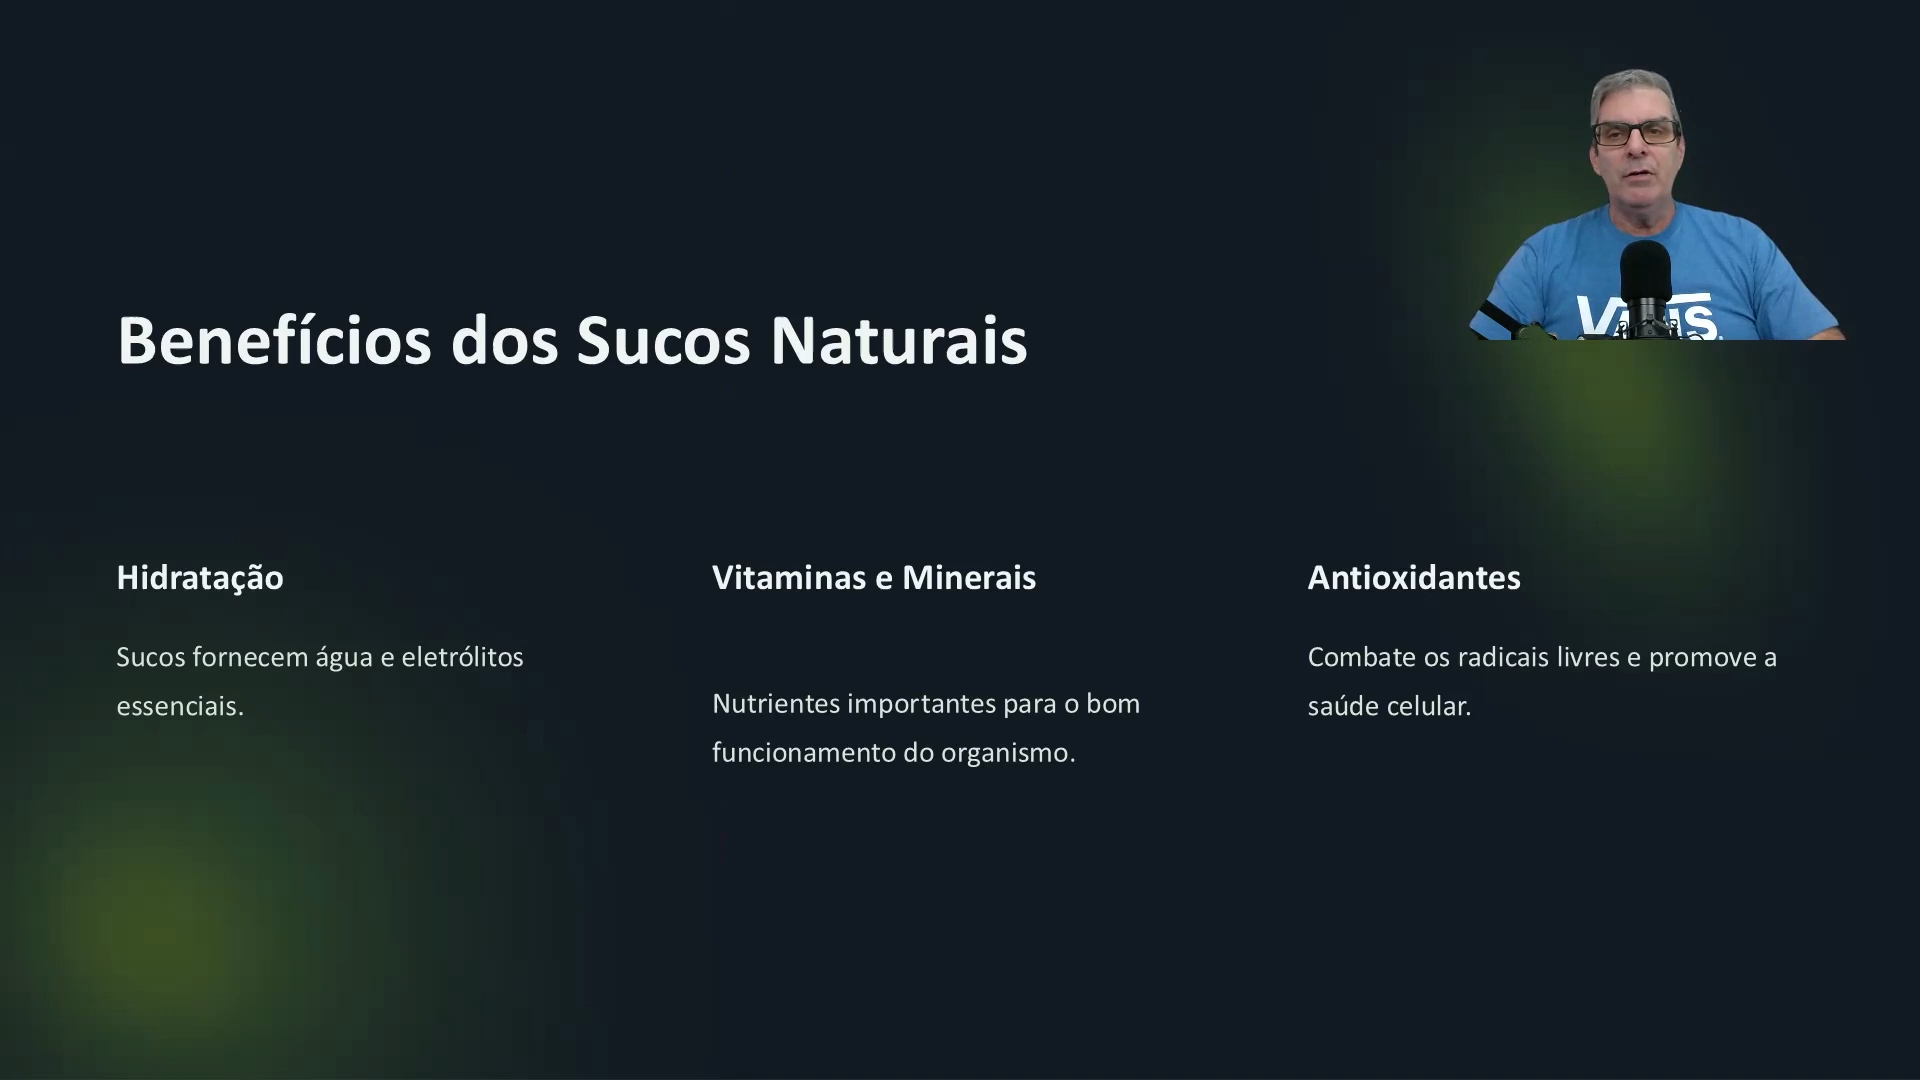 Benefícios dos Sucos Naturais
Hidratação
Sucos fornecem água e eletrólitos
essenciais.
Vitaminas e Minerais
Nutrientes importantes para o bom
funcionamento do organismo.
Antioxidantes
Combate os radicais livres e promove a
saúde celular.